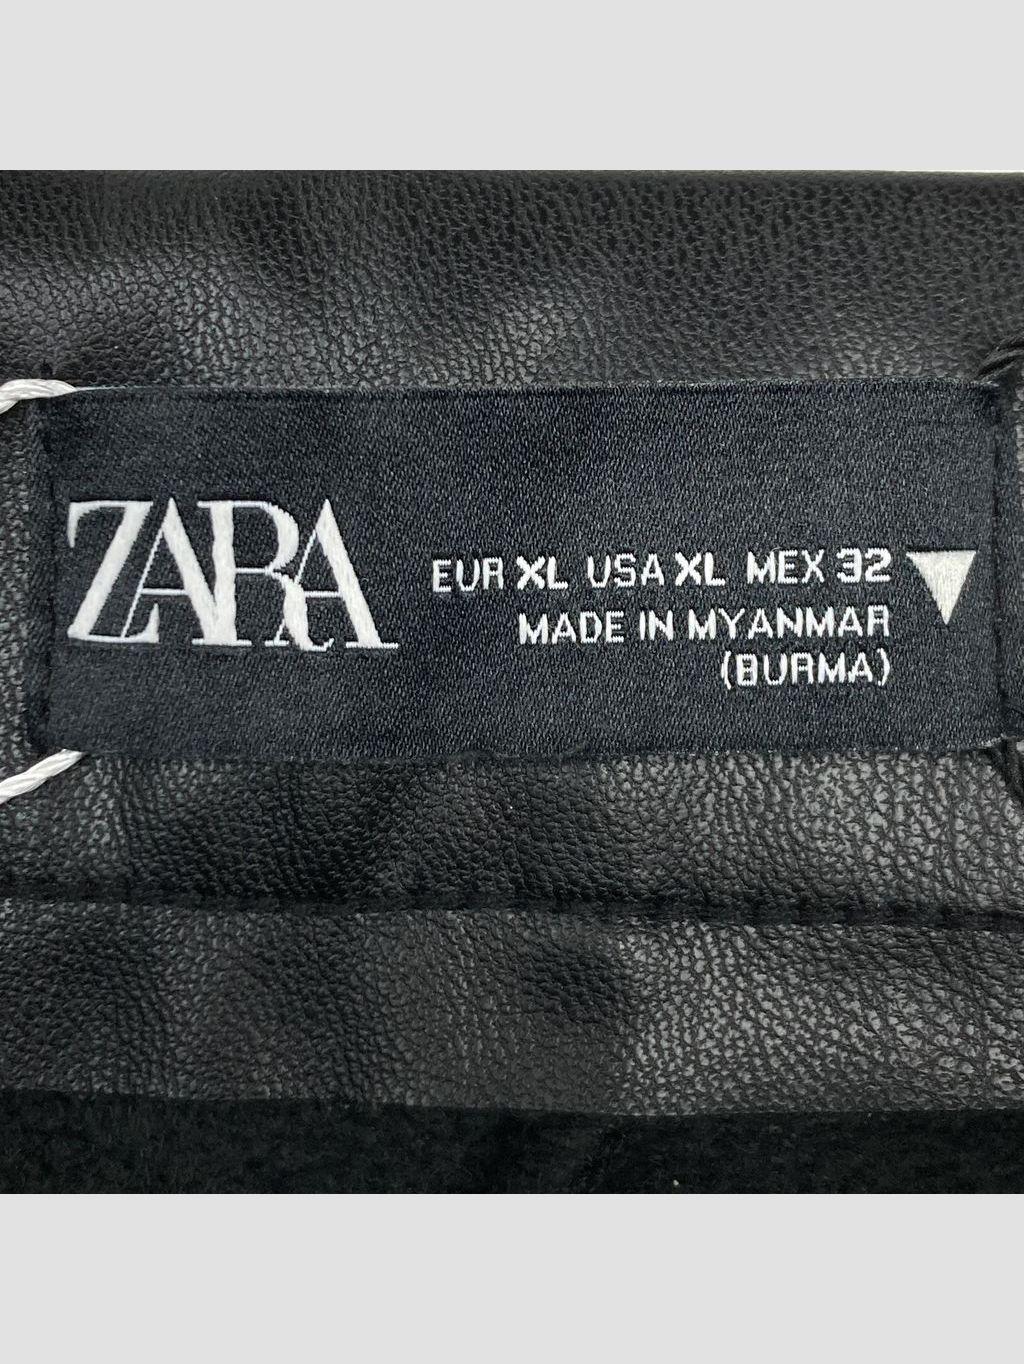 ZARA
EUR XL USA XL MEX 32
MADE IN MYANMAR
(BURMA)